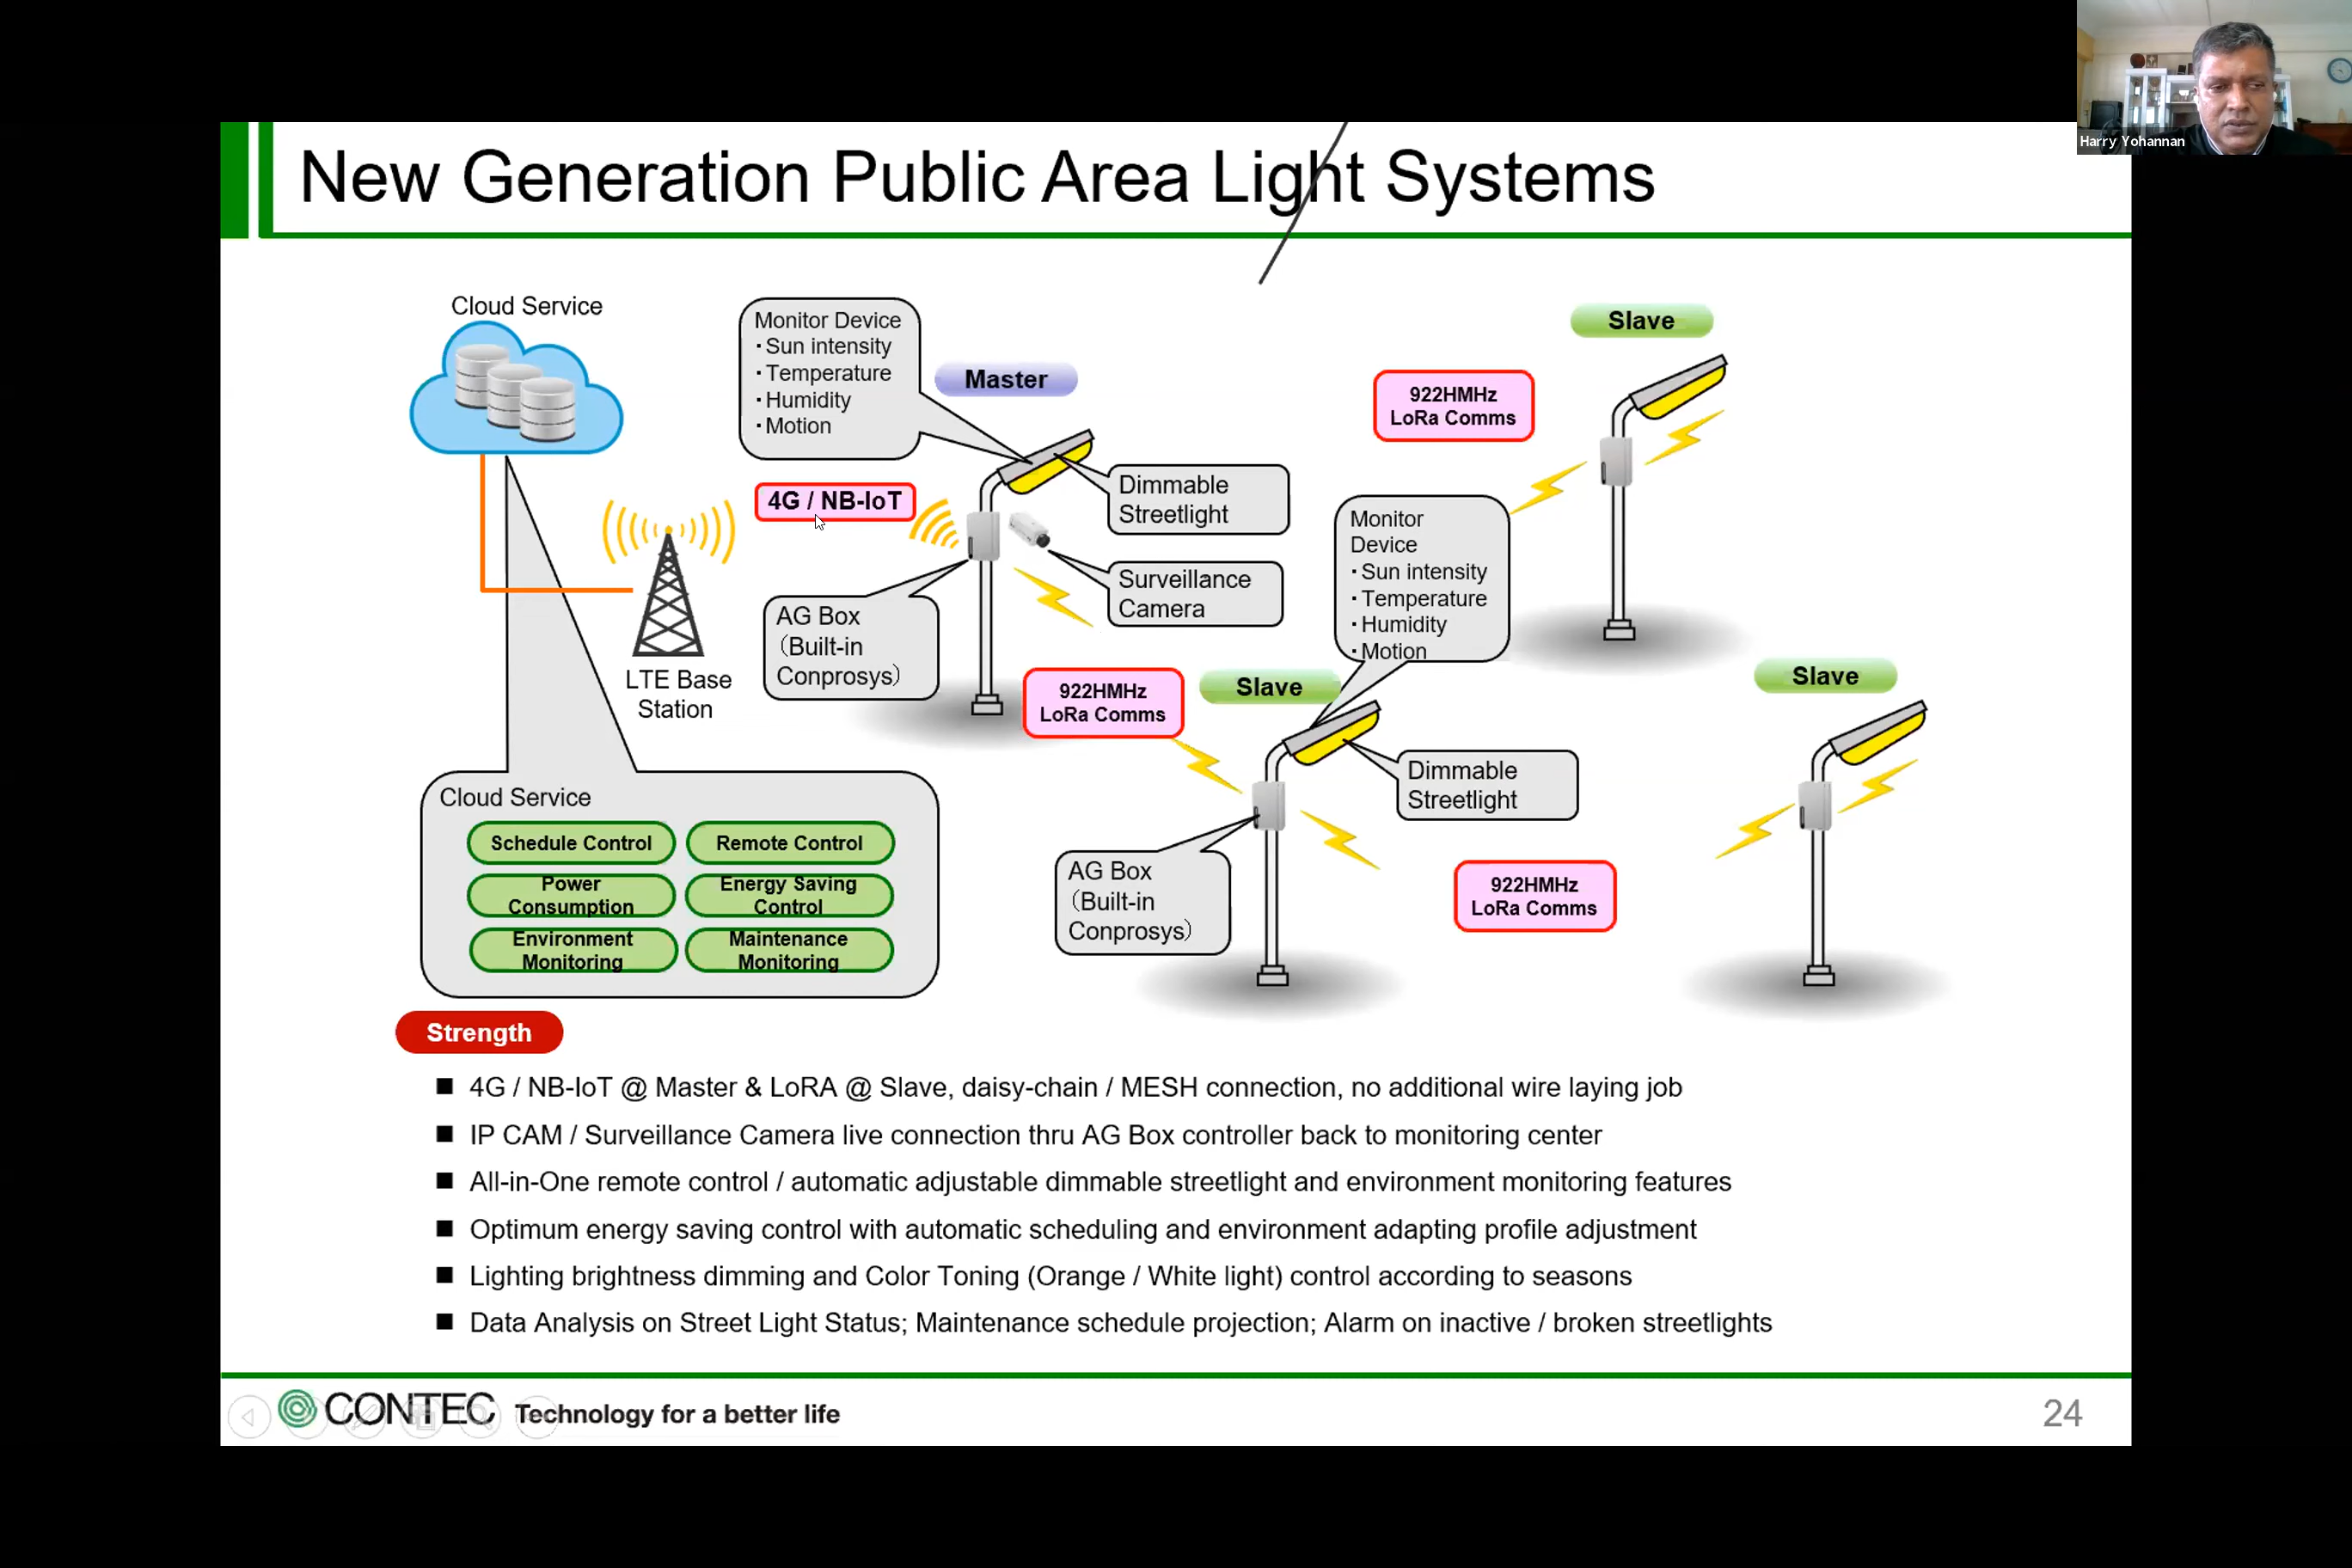 Harry Yohannan
New Generation Public Area Light Systems
Cloud Service
Monitor Device
・Sun intensity
・Temperature
・Humidity
・Motion
Master
Slave
922HMHz
LoRa Comms
4G / NB-IoT
Dimmable
Streetlight
Surveillance
Camera
AG Box
（Built-in
Conprosys）
LTE Base
Station
Monitor
Device
・Sun intensity
・Temperature
・Humidity
・Motion
922HMHz
LoRa Comms
Slave
Slave
Dimmable
Streetlight
AG Box
（Built-in
Conprosys）
922HMHz
LoRa Comms
Cloud Service
Schedule Control
Remote Control
Power
Consumption
Energy Saving
Control
Environment
Monitoring
Maintenance
Monitoring
Strength
■ 4G / NB-IoT @ Master & LoRA @ Slave, daisy-chain / MESH connection, no additional wire laying job
■ IP CAM / Surveillance Camera live connection thru AG Box controller back to monitoring center
■ All-in-One remote control / automatic adjustable dimmable streetlight and environment monitoring features
■ Optimum energy saving control with automatic scheduling and environment adapting profile adjustment
■ Lighting brightness dimming and Color Toning (Orange / White light) control according to seasons
■ Data Analysis on Street Light Status; Maintenance schedule projection; Alarm on inactive / broken streetlights
CONTEC Technology for a better life
24